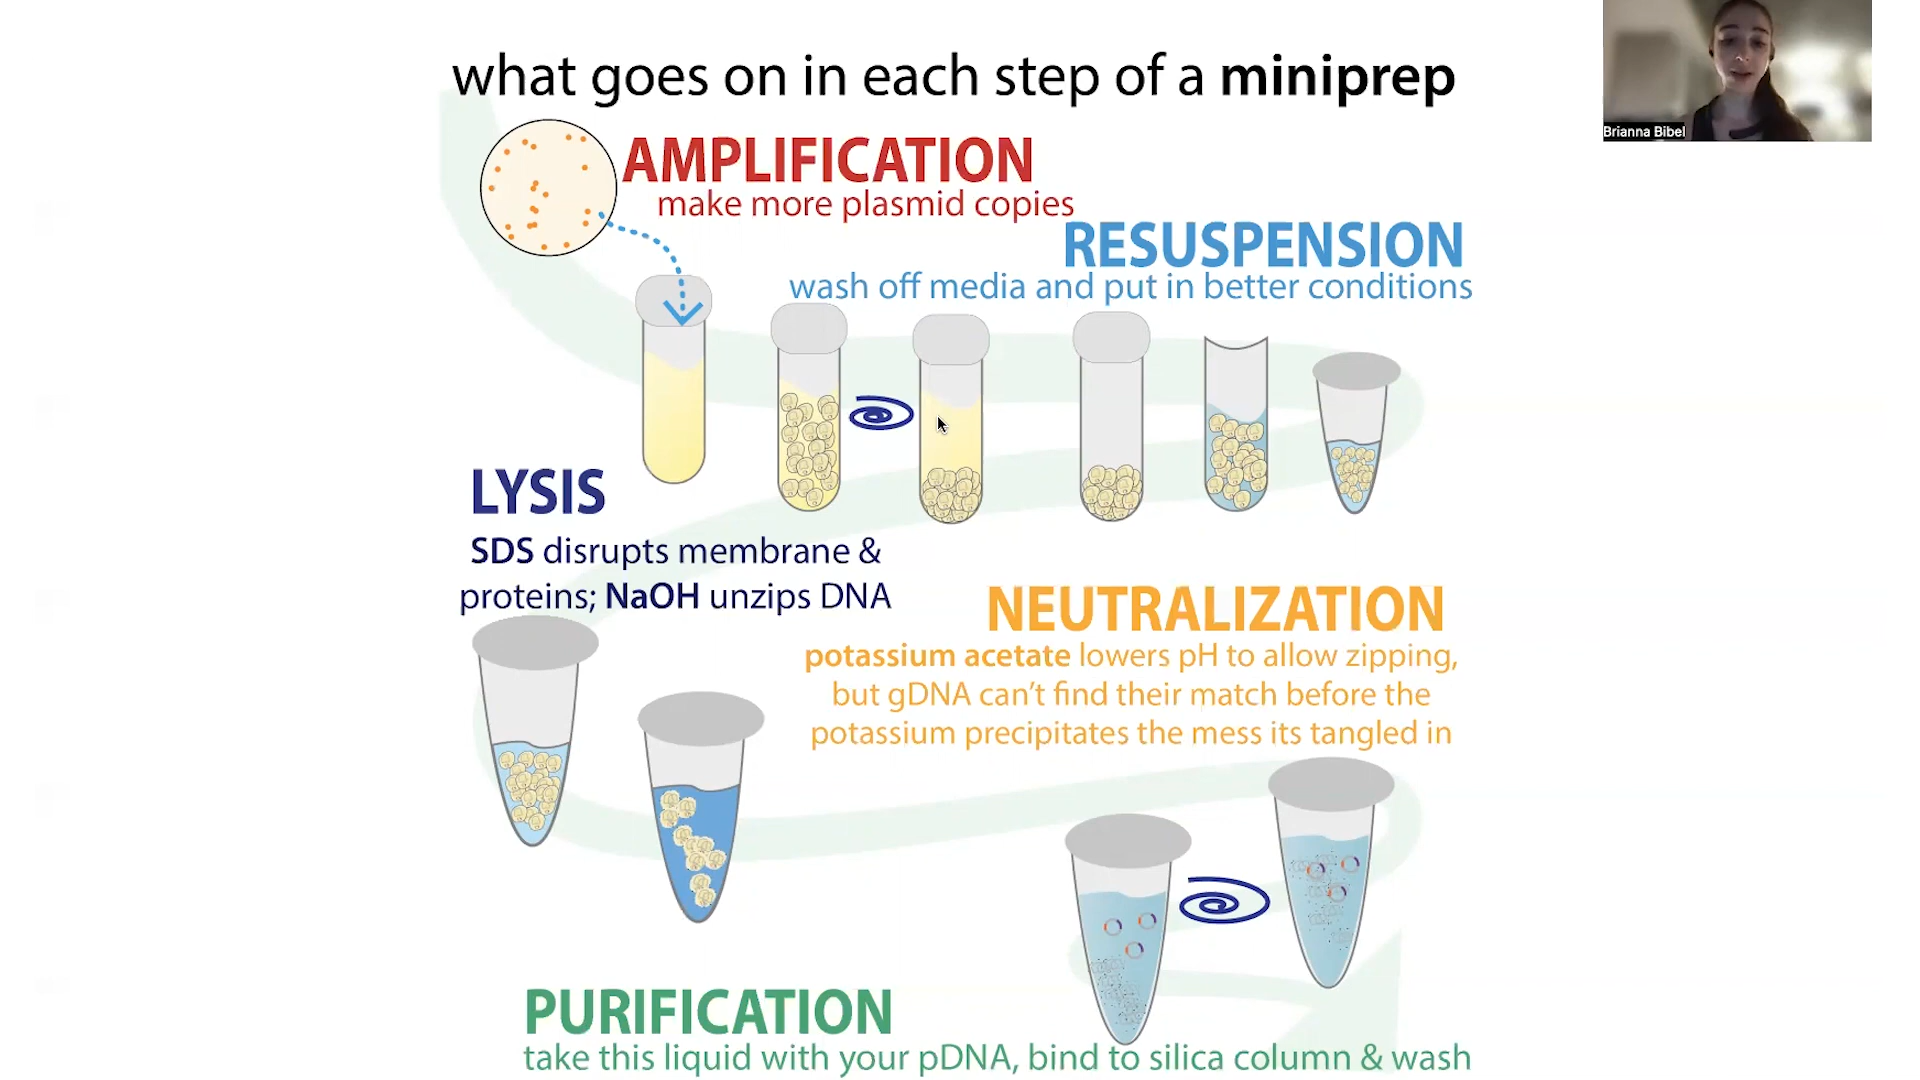 what goes on in each step of a miniprep
Brianna Bibel
AMPLIFICATION
make more plasmid copies
RESUSPENSION
wash off media and put in better conditions
LYSIS
SDS disrupts membrane &
proteins; NaOH unzips DNA
NEUTRALIZATION
potassium acetate lowers pH to allow zipping,
but gDNA can't find their match before the
potassium precipitates the mess its tangled in
PURIFICATION
take this liquid with your pDNA, bind to silica column & wash